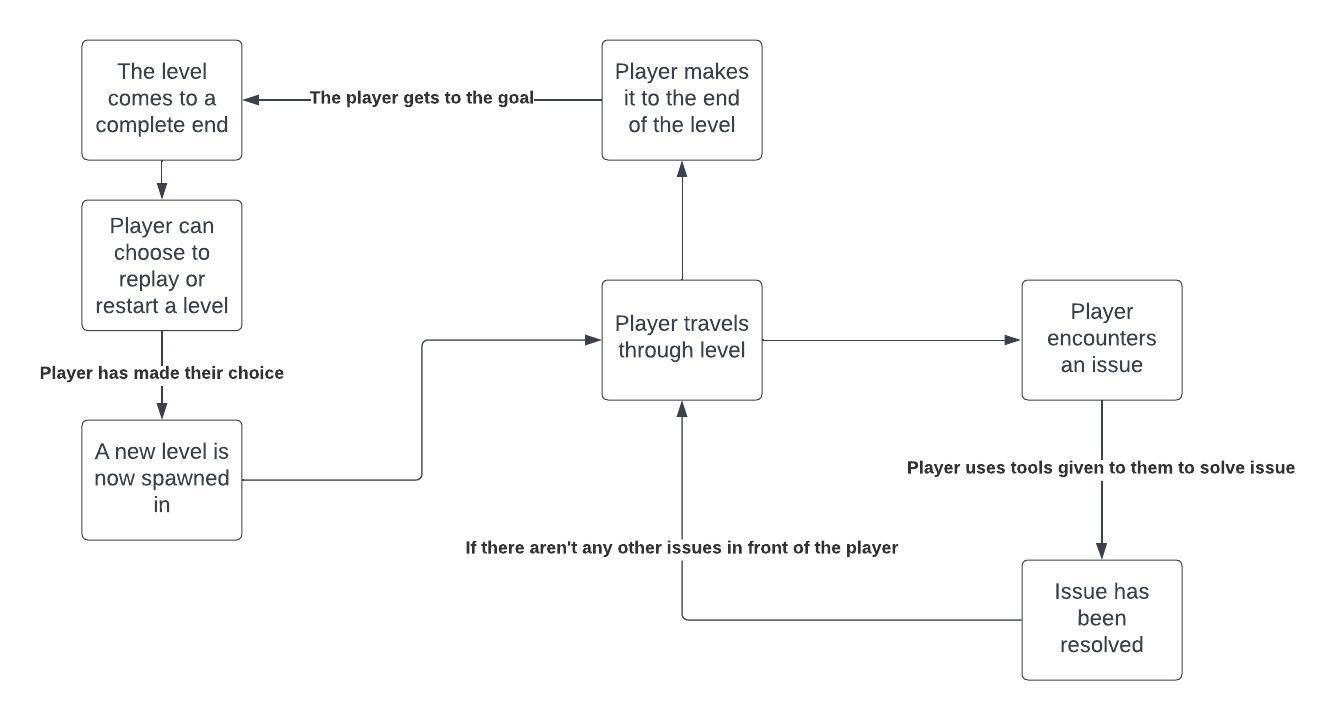 The level
comes to a
complete end
The player gets to the goal
Player makes
it to the end
of the level
Player can
choose to
replay or
restart a level
Player has made their choice
A new level is
now spawned
in
Player travels
through level
Player
encounters
an issue
Player uses tools given to them to solve issue
If there aren't any other issues in front of the player
Issue has
been
resolved